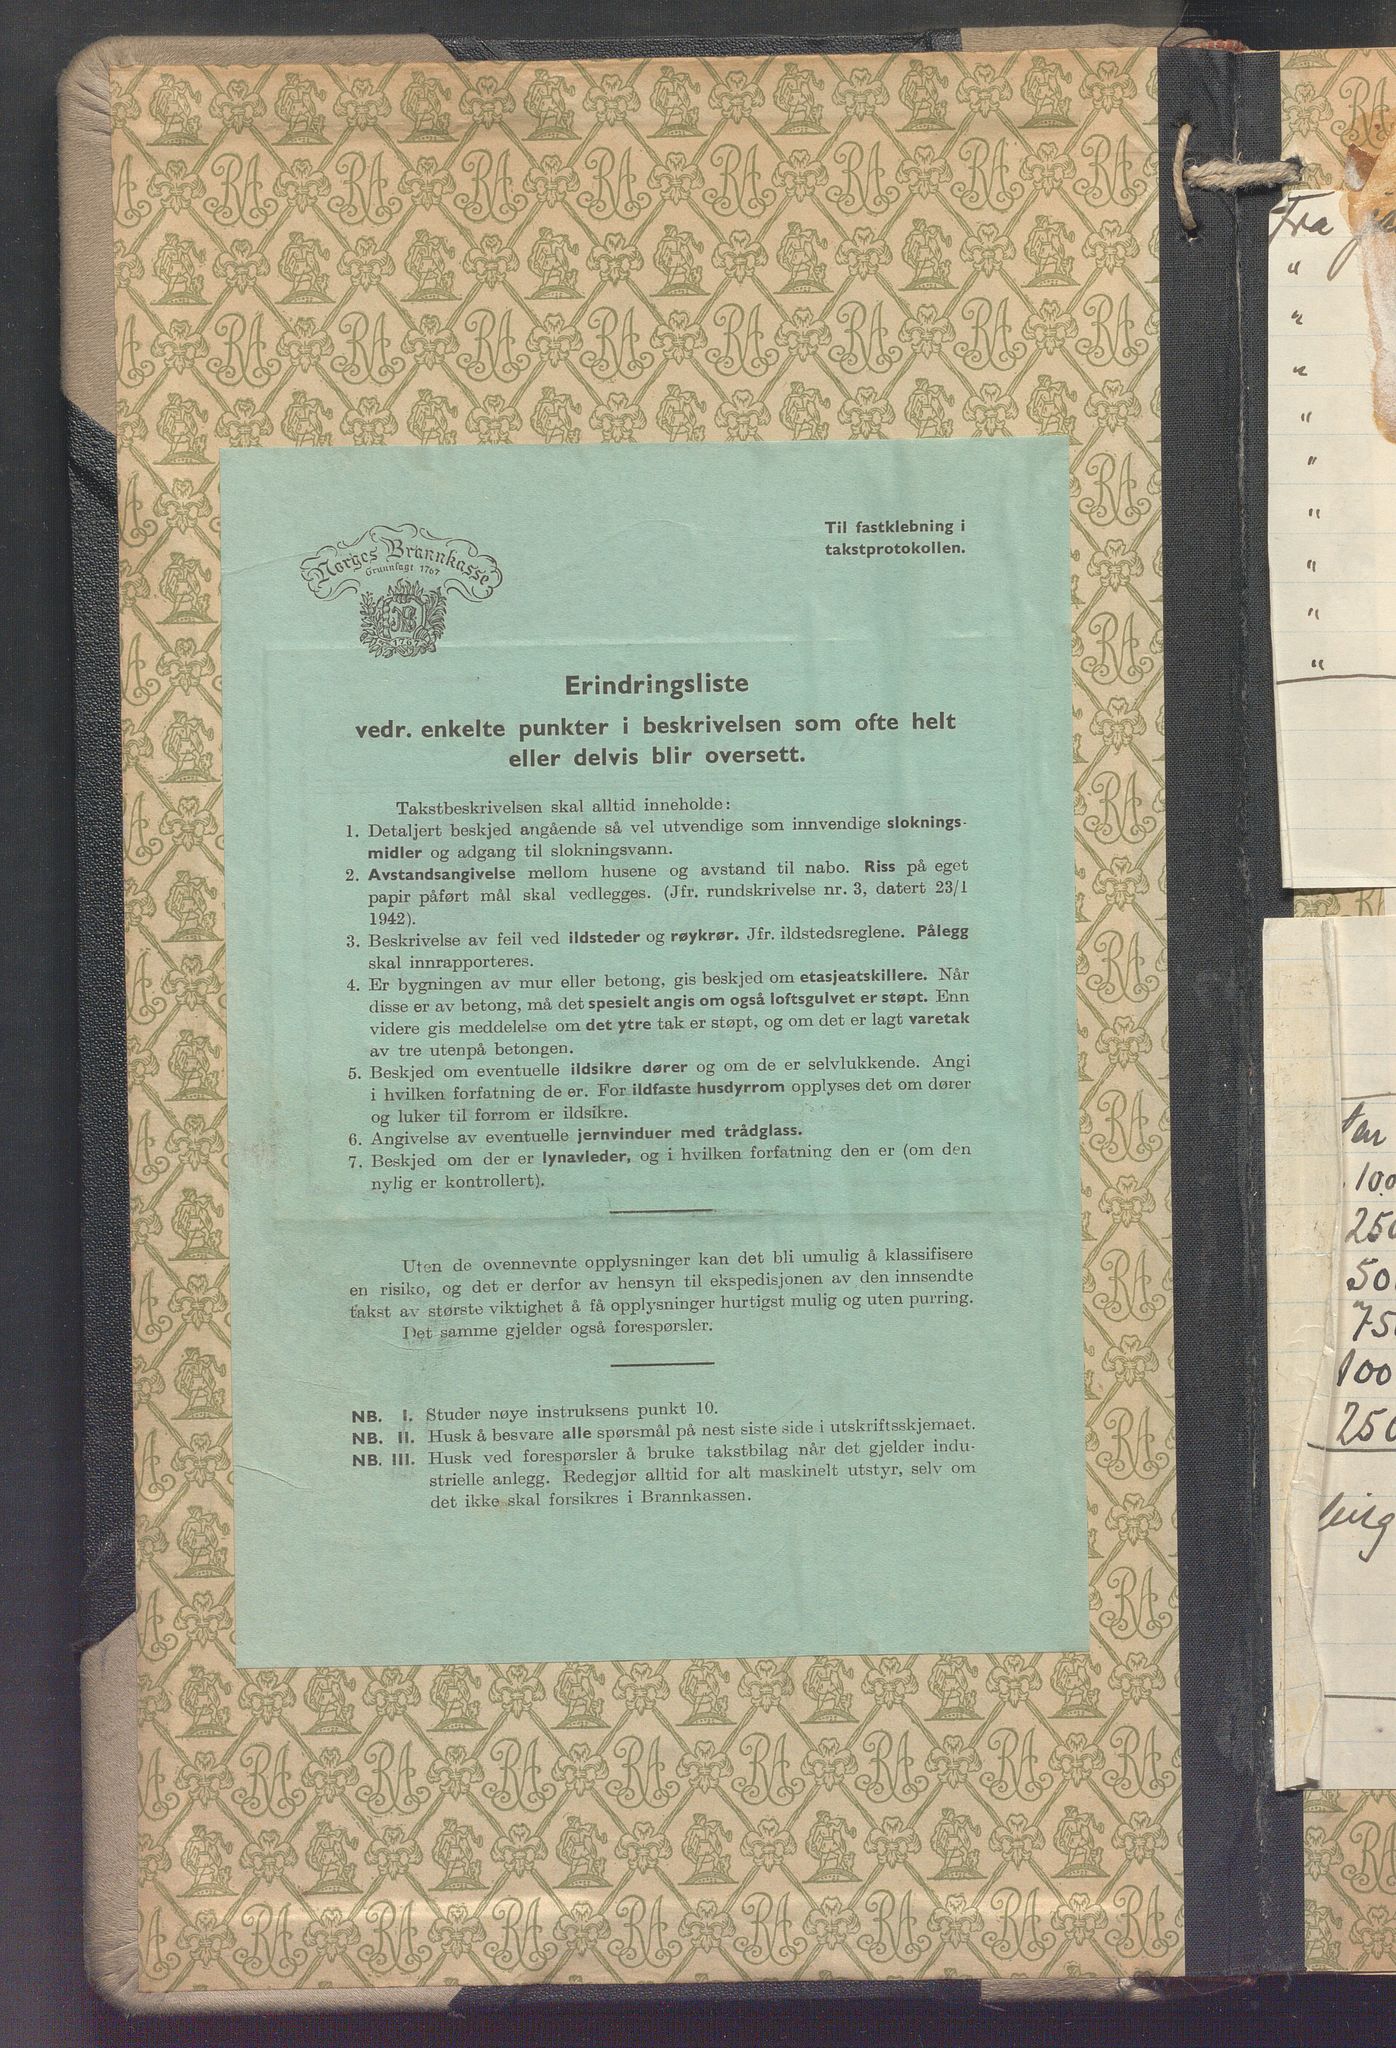 Norges Brannkasse
Grunnlagt 1767
NB
1767
Til fastklebning i
takstprotokollen.
Erindringsliste
vedr. enkelte punkter i beskrivelsen som ofte helt
eller delvis blir oversett.
Takstbeskrivelsen skal alltid inneholde:
1. Detaljert beskjed angående så vel utvendige som innvendige sloknings-
midler og adgang til slokningsvann.
2. Avstandsangivelse mellom husene og avstand til nabo. Riss på eget
papir påført mål skal vedlegges. (Jfr. rundskrivelse nr. 3, datert 23/1
1942).
3. Beskrivelse av feil ved ildsteder og røykrør. Jfr. ildstedsreglene. Pålegg
skal innrapporteres.
4. Er bygningen av mur eller betong, gis beskjed om etasjeatskillere. Når
disse er av betong, må det spesielt angis om også loftsgulvet er støpt. Enn
videre gis meddelelse om det ytre tak er støpt, og om det er lagt varetak
av tre utenpå betongen.
5. Beskjed om eventuelle ildsikre dører og om de er selvlukkende. Angi
i hvilken forfatning de er. For ildfaste husdyrrom opplyses det om dører
og luker til forrom er ildsikre.
6. Angivelse av eventuelle jernvinduer med trådglass.
7. Beskjed om der er lynavleder, og i hvilken forfatning den er (om den
nylig er kontrollert).
Uten de ovennevnte opplysninger kan det bli umulig å klassifisere
en risiko, og det er derfor av hensyn til ekspedisjonen av den innsendte
takst av største viktighet å få opplysninger hurtigst mulig og uten purring.
Det samme gjelder også forespørsler.
NB. I. Studer nøye instruksens punkt 10.
NB. II. Husk å besvare alle spørsmål på nest siste side i utskriftsskjemaet.
NB. III. Husk ved forespørsler å bruke takstbilag når det gjelder indu-
strielle anlegg. Redegjør alltid for alt maskinelt utstyr, selv om
det ikke skal forsikres i Brannkassen.
Fra
"
"
"
"
"
"
"
"
"
100
250
50
75
100
250